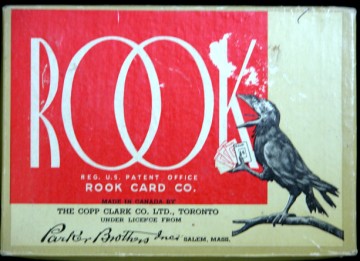 ROOK
REG. U.S. PATENT OFFICE
ROOK CARD CO.
MADE IN CANADA BY
THE COPP CLARK CO. LTD., TORONTO
UNDER LICENCE FROM
Parker Brothers Inc. SALEM, MASS.